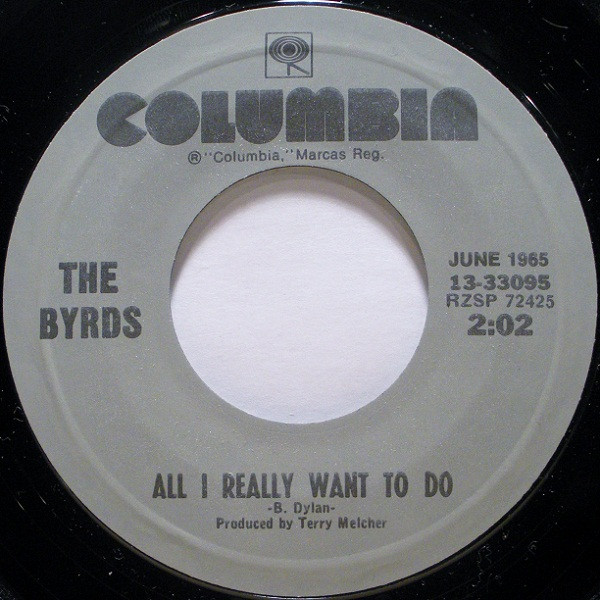 COLUMBIA
® "Columbia," Marcas Reg.
THE
BYRDS
JUNE 1965
13-33095
RZSP 72425
2:02
ALL I REALLY WANT TO DO
-B. Dylan-
Produced by Terry Melcher